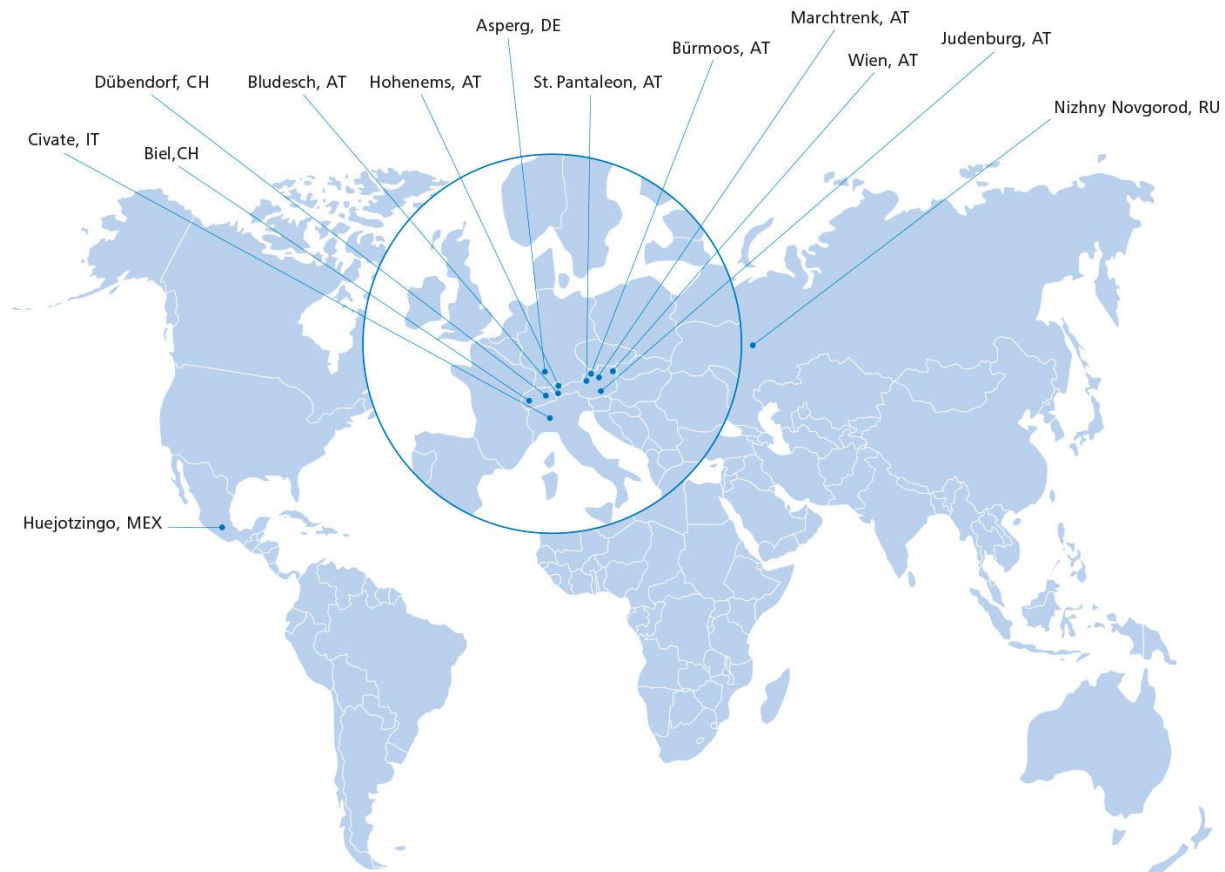 Marchtrenk, AT
Asperg, DE
Judenburg, AT
Bürmoos, AT
Wien, AT
Dübendorf, CH
Bludesch, AT
Hohenems, AT
St. Pantaleon, AT
Nizhny Novgorod, RU
Civate, IT
Biel,CH
Huejotzingo, MEX